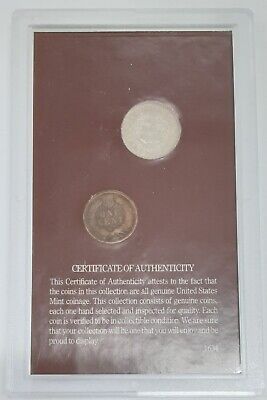 ONE
CENT
CERTIFICATE OF AUTHENTICITY
This Certificate of Authenticity attests to the fact that
the coins in this collection are all genuine United States
Mint coinage. This collection consists of genuine coins,
each one hand selected and inspected for quality. Each
coin is verified to be in collectible condition. We are sure
that your collection will be one that you will enjoy and be
proud to display.
1634